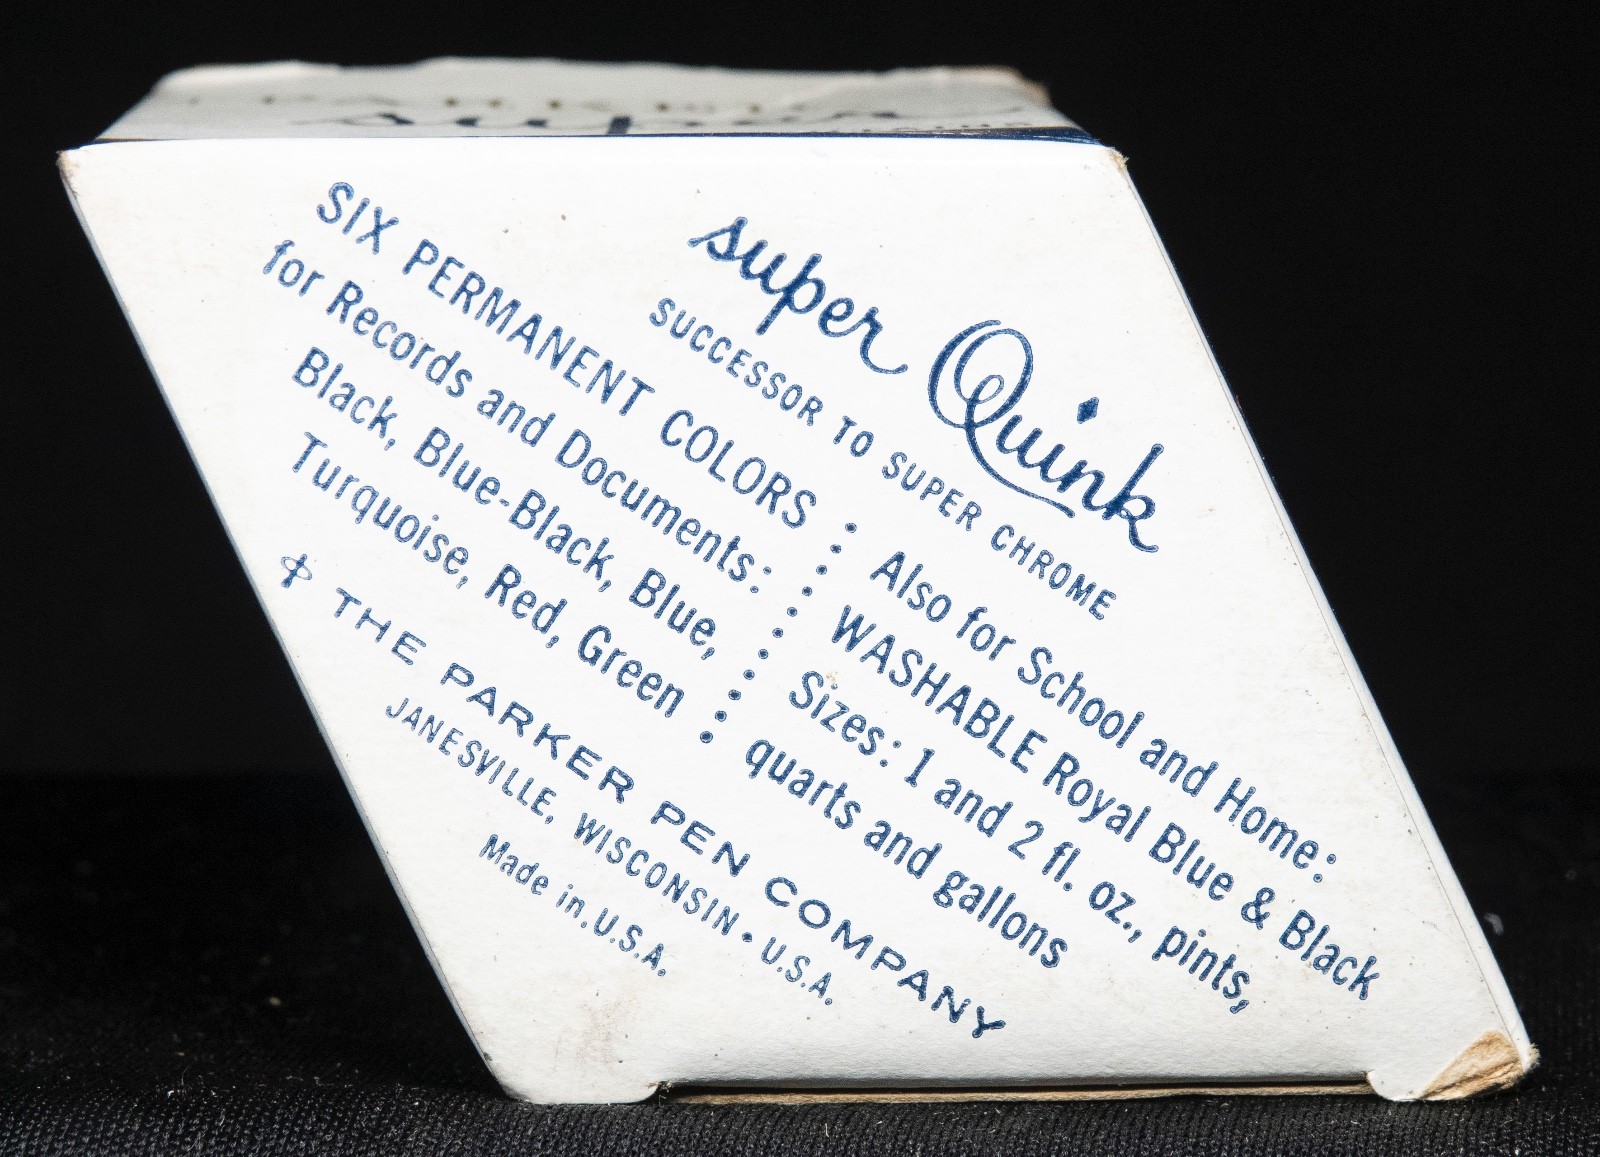 PARKER
super
super Quink
SUCCESSOR TO SUPER CHROME
SIX PERMANENT COLORS
for Records and Documents:
Black, Blue-Black, Blue,
Turquoise, Red, Green
Also for School and Home:
WASHABLE Royal Blue & Black
Sizes: 1 and 2 fl. oz., pints,
quarts and gallons
THE PARKER PEN COMPANY
JANESVILLE, WISCONSIN • U.S.A.
Made in U.S.A.